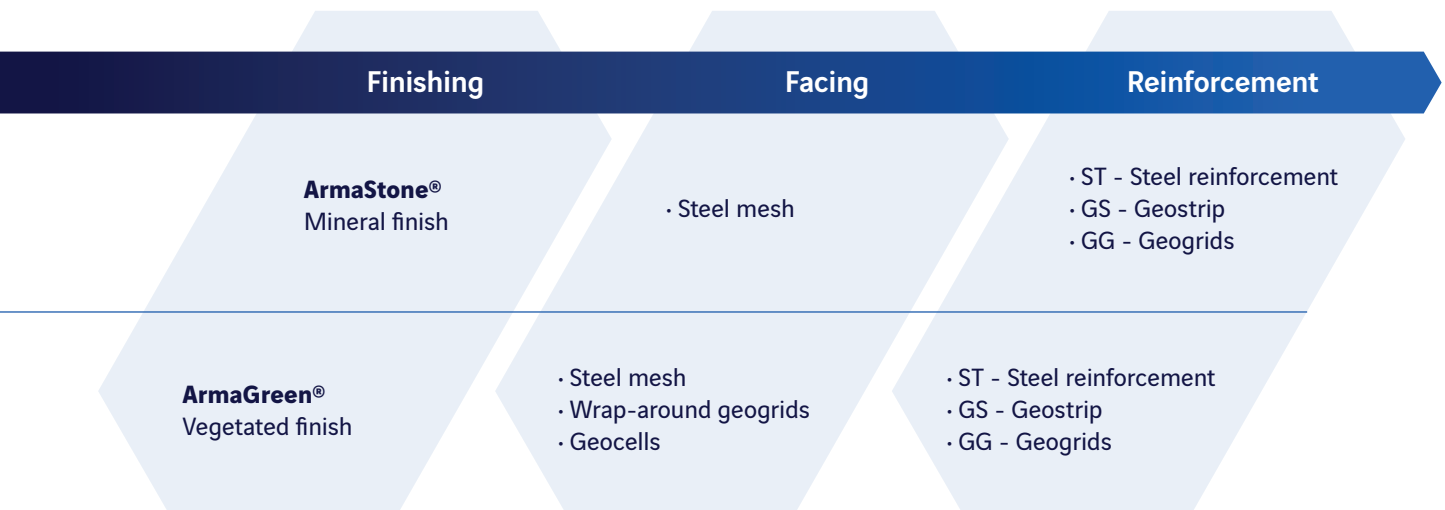 Finishing
Facing
Reinforcement
ArmaStone®
Mineral finish
· Steel mesh
· ST - Steel reinforcement
· GS - Geostrip
· GG - Geogrids
ArmaGreen®
Vegetated finish
· Steel mesh
· Wrap-around geogrids
· Geocells
· ST - Steel reinforcement
· GS - Geostrip
· GG - Geogrids